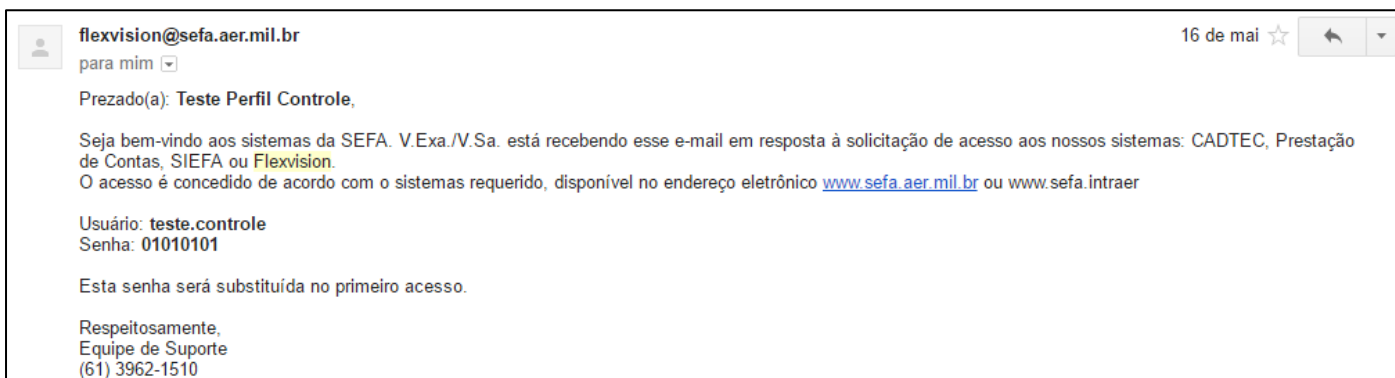 flexvision@sefa.aer.mil.br
16 de mai
para mim
Prezado(a): Teste Perfil Controle,
Seja bem-vindo aos sistemas da SEFA. V.Exa./V.Sa. está recebendo esse e-mail em resposta à solicitação de acesso aos nossos sistemas: CADTEC, Prestação
de Contas, SIEFA ou Flexvision.
O acesso é concedido de acordo com o sistemas requerido, disponível no endereço eletrônico www.sefa.aer.mil.br ou www.sefa.intraer
Usuário: teste.controle
Senha: 01010101
Esta senha será substituída no primeiro acesso.
Respeitosamente,
Equipe de Suporte
(61) 3962-1510